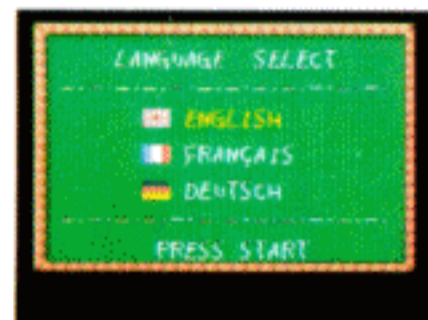 LANGUAGE SELECT
ENGLISH
FRANÇAIS
DEUTSCH
PRESS START